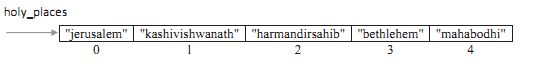 holy_places
"jerusalem" "kashivishwanath" "harmandirsahib" "bethlehem" "mahabodhi"
0 1 2 3 4